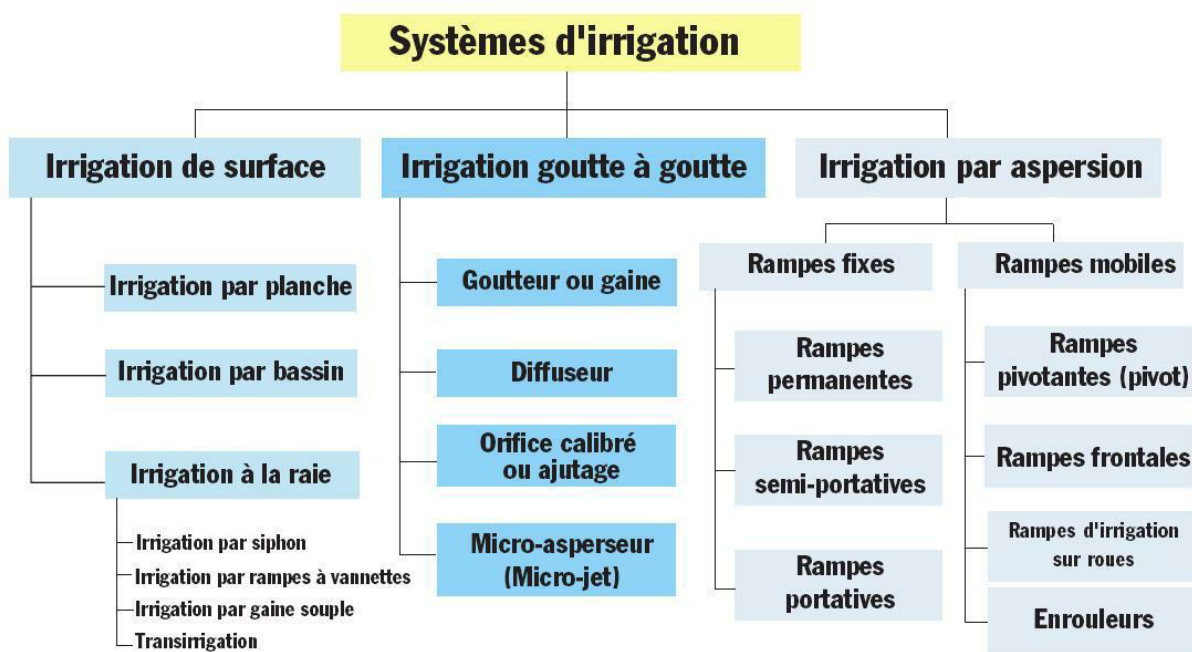 Systèmes d'irrigation
Irrigation de surface
Irrigation par planche
Irrigation par bassin
Irrigation à la raie
Irrigation par siphon
Irrigation par rampes à vannettes
Irrigation par gaine souple
Transirrigation
Irrigation goutte à goutte
Goutteur ou gaine
Diffuseur
Orifice calibré
ou ajutage
Micro-asperseur
(Micro-jet)
Irrigation par aspersion
Rampes fixes
Rampes
permanentes
Rampes
semi-portatives
Rampes
portatives
Rampes mobiles
Rampes
pivotantes (pivot)
Rampes frontales
Rampes d'irrigation
sur roues
Enrouleurs